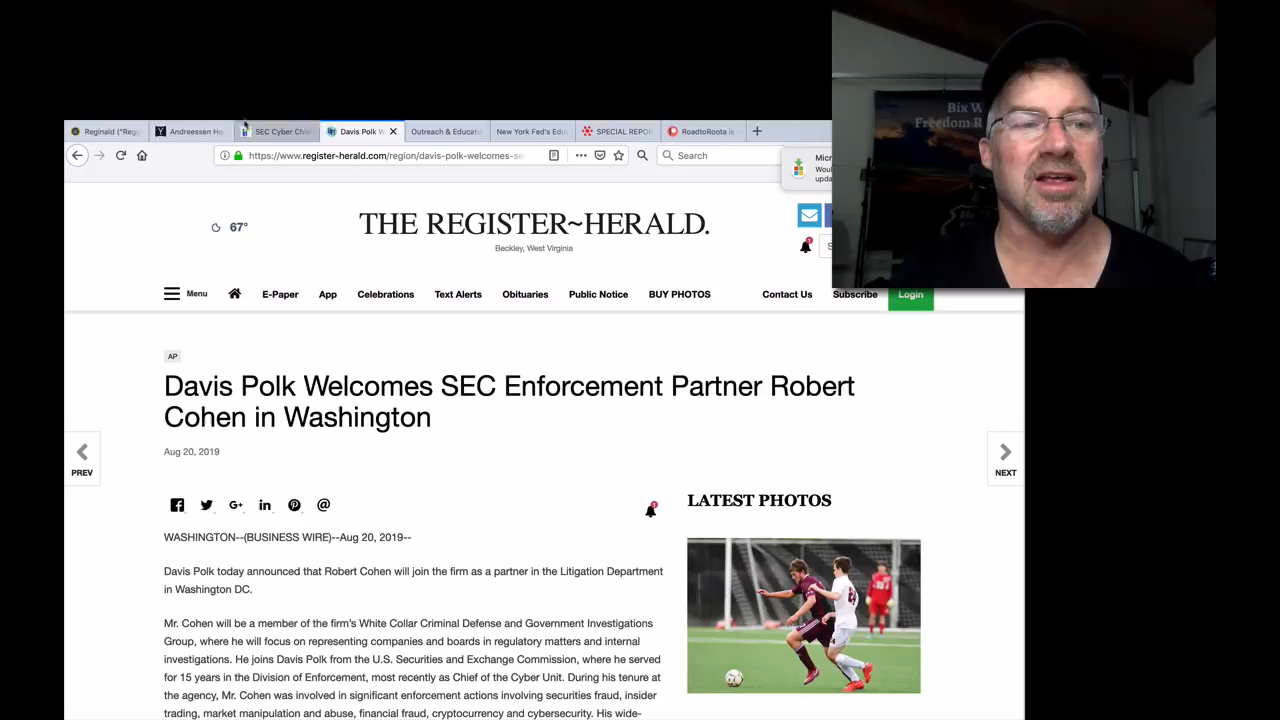 Bix W
Freedom R
Reginald ("Reg
Andreessen Ho
SEC Cyber Chie
Davis Polk W
Outreach & Educati
New York Fed's Edu
SPECIAL REPOR
RoadtoRoota is
https://www.register-herald.com/region/davis-polk-welcomes-se
Search
Micr
Woul
upda
67°
THE REGISTER~HERALD.
Beckley, West Virginia
S
Menu
E-Paper
App
Celebrations
Text Alerts
Obituaries
Public Notice
BUY PHOTOS
Contact Us
Subscribe
Login
AP
Davis Polk Welcomes SEC Enforcement Partner Robert
Cohen in Washington
Aug 20, 2019
PREV
NEXT
LATEST PHOTOS
WASHINGTON--(BUSINESS WIRE)--Aug 20, 2019--
Davis Polk today announced that Robert Cohen will join the firm as a partner in the Litigation Department
in Washington DC.
Mr. Cohen will be a member of the firm's White Collar Criminal Defense and Government Investigations
Group, where he will focus on representing companies and boards in regulatory matters and internal
investigations. He joins Davis Polk from the U.S. Securities and Exchange Commission, where he served
for 15 years in the Division of Enforcement, most recently as Chief of the Cyber Unit. During his tenure at
the agency, Mr. Cohen was involved in significant enforcement actions involving securities fraud, insider
trading, market manipulation and abuse, financial fraud, cryptocurrency and cybersecurity. His wide-